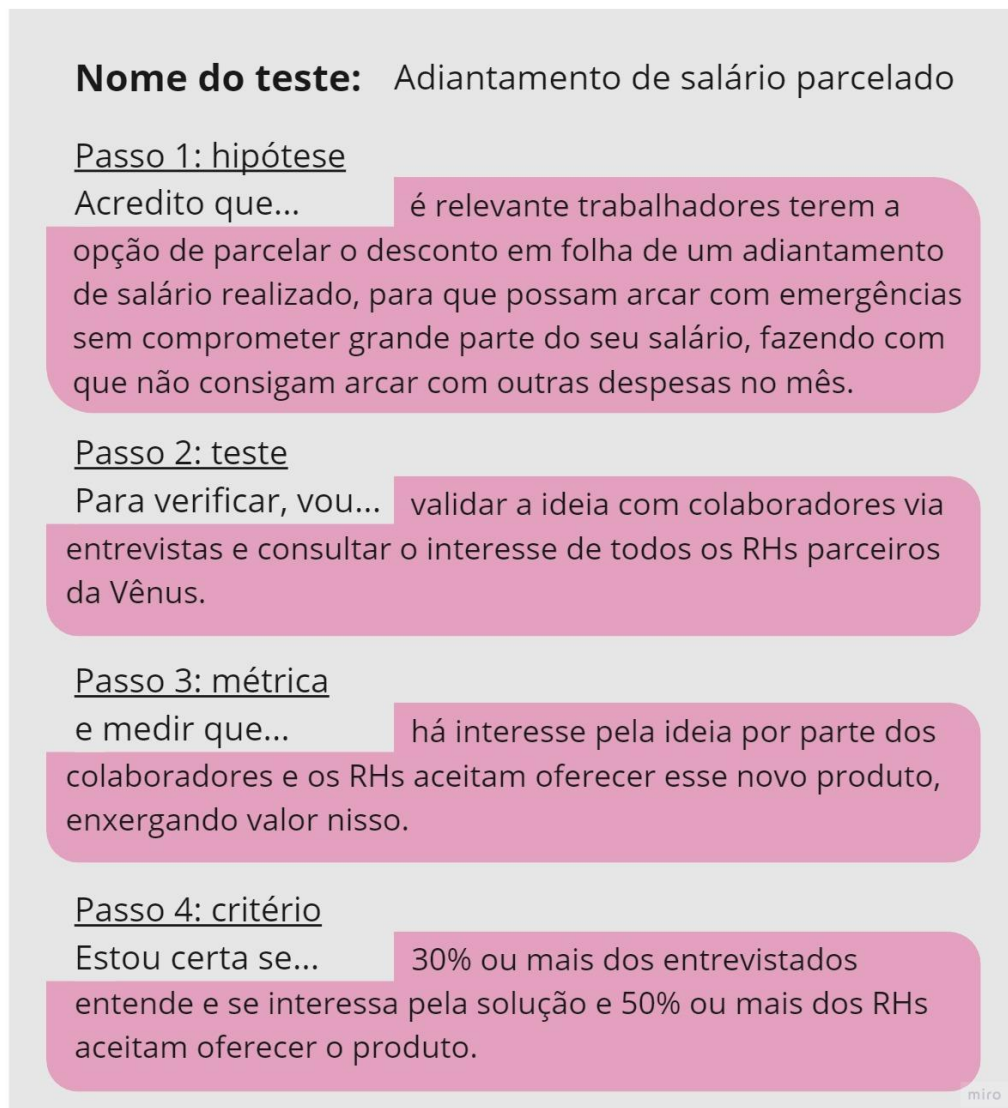 Nome do teste: Adiantamento de salário parcelado
Passo 1: hipótese
Acredito que... é relevante trabalhadores terem a
opção de parcelar o desconto em folha de um adiantamento
de salário realizado, para que possam arcar com emergências
sem comprometer grande parte do seu salário, fazendo com
que não consigam arcar com outras despesas no mês.
Passo 2: teste
Para verificar, vou... validar a ideia com colaboradores via
entrevistas e consultar o interesse de todos os RHs parceiros
da Vênus.
Passo 3: métrica
e medir que... há interesse pela ideia por parte dos
colaboradores e os RHs aceitam oferecer esse novo produto,
enxergando valor nisso.
Passo 4: critério
Estou certa se... 30% ou mais dos entrevistados
entende e se interessa pela solução e 50% ou mais dos RHs
aceitam oferecer o produto.
miro